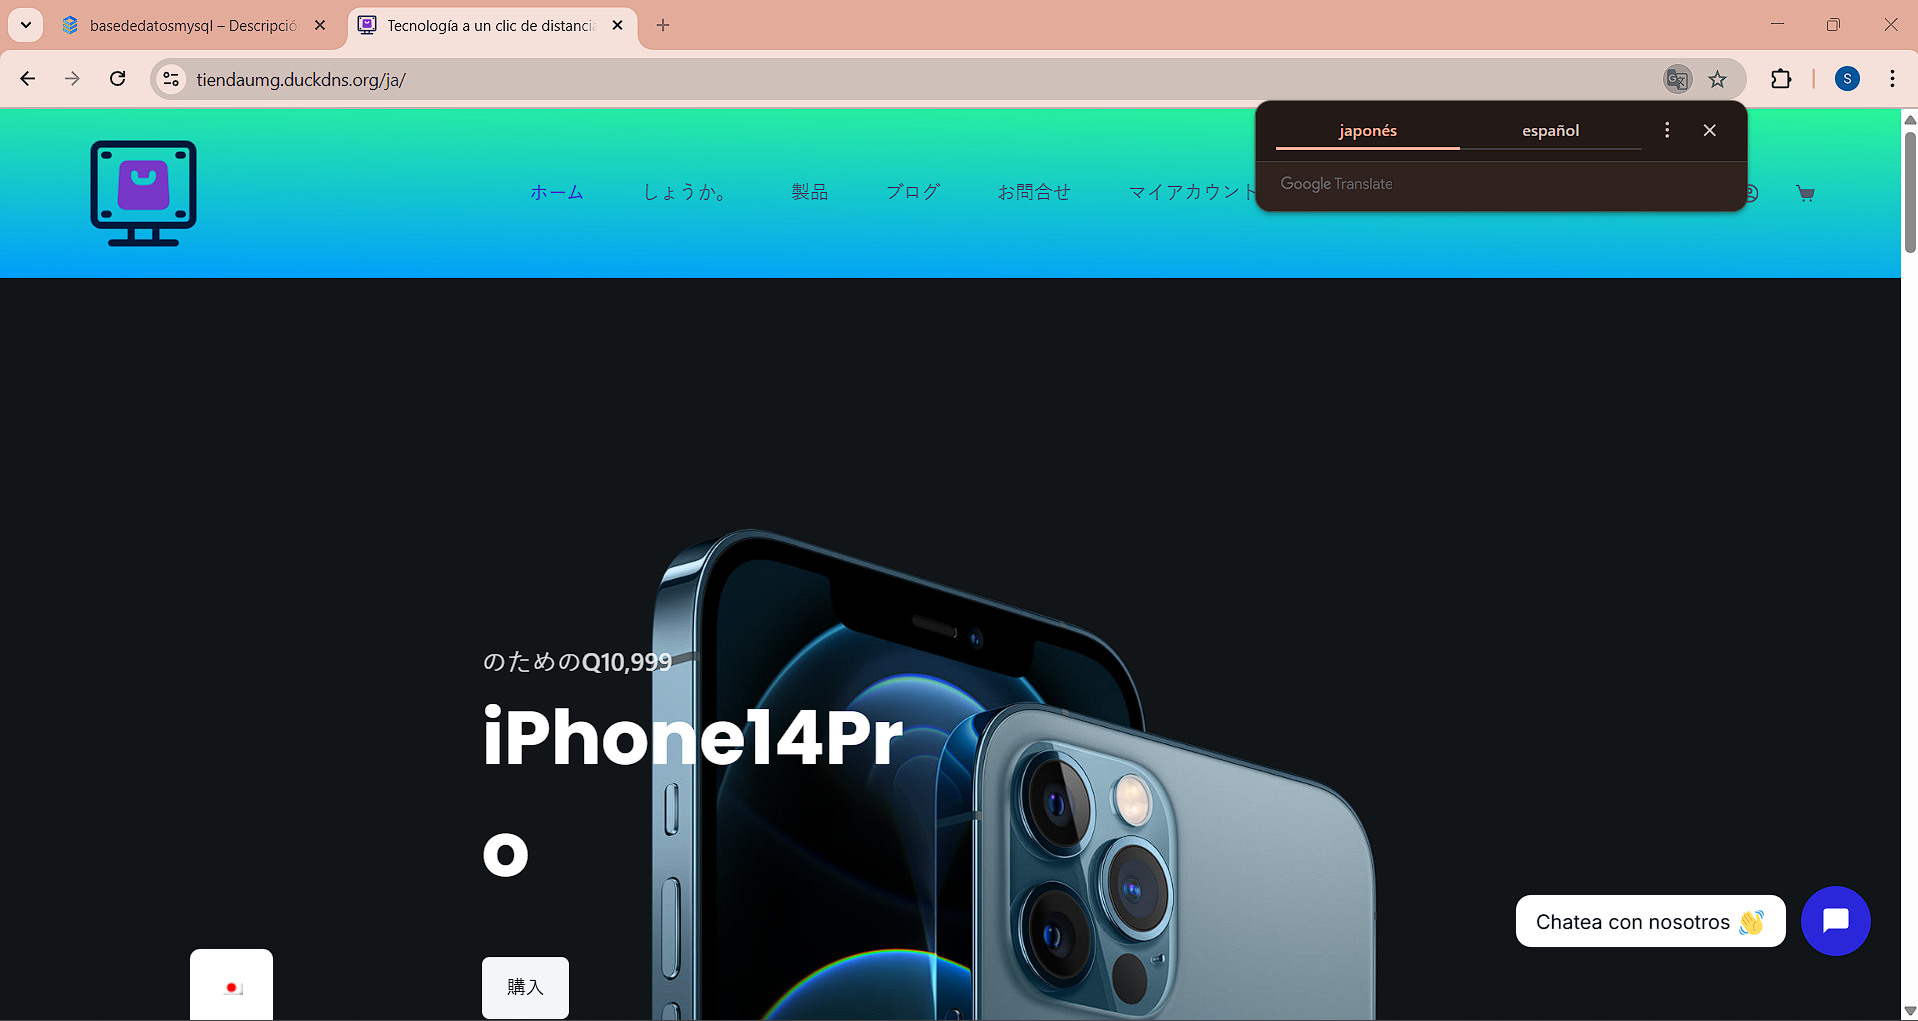 basededatosmysql – Descripció
Tecnología a un clic de distancia
tiendaumg.duckdns.org/ja/
S
japonés
español
Google Translate
ホーム
しょうか。
製品
ブログ
お問合せ
マイアカウント
のためのQ10,999
iPhone14Pr
o
購入
Chatea con nosotros 👋